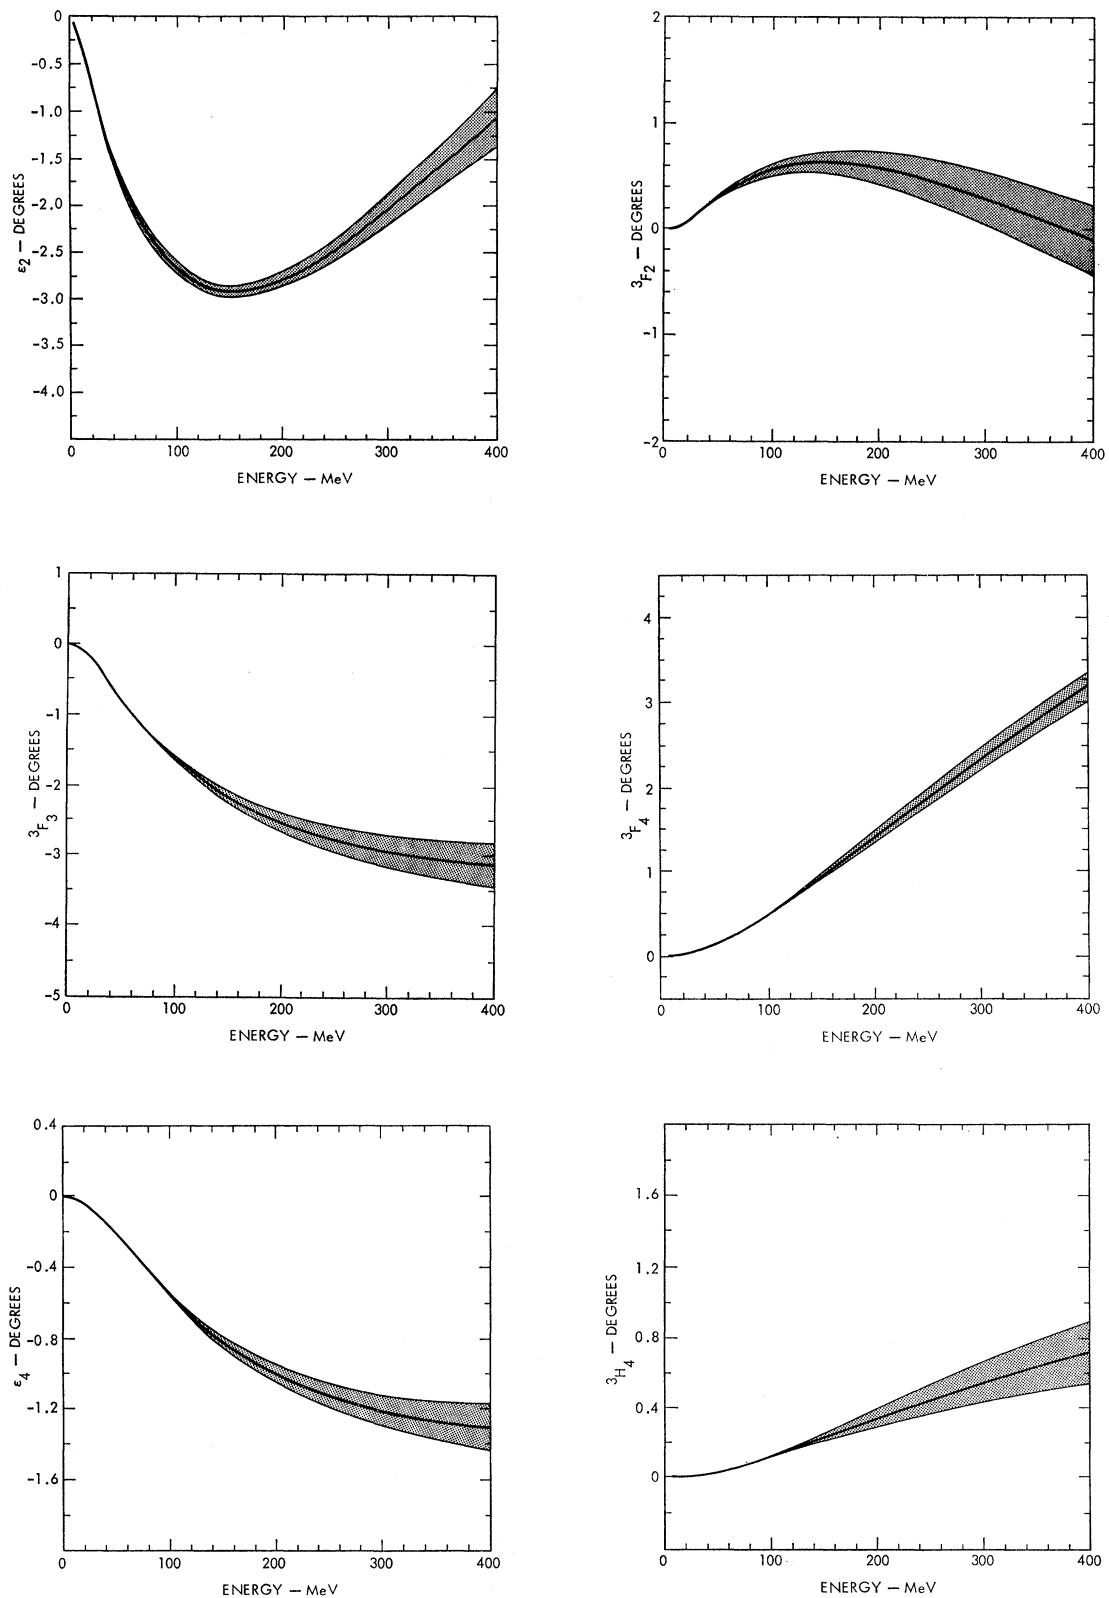 0
-0.5
-1.0
-1.5
-2.0
-2.5
-3.0
-3.5
-4.0
ε2 — DEGREES
0 100 200 300 400
ENERGY — MeV
2
1
0
-1
-2
3F2 — DEGREES
0 100 200 300 400
ENERGY — MeV
1
0
-1
-2
-3
-4
-5
3F3 — DEGREES
0 100 200 300 400
ENERGY — MeV
4
3
2
1
0
3F4 — DEGREES
0 100 200 300 400
ENERGY — MeV
0.4
0
-0.4
-0.8
-1.2
-1.6
ε4 — DEGREES
0 100 200 300 400
ENERGY — MeV
1.6
1.2
0.8
0.4
0
3H4 — DEGREES
0 100 200 300 400
ENERGY — MeV